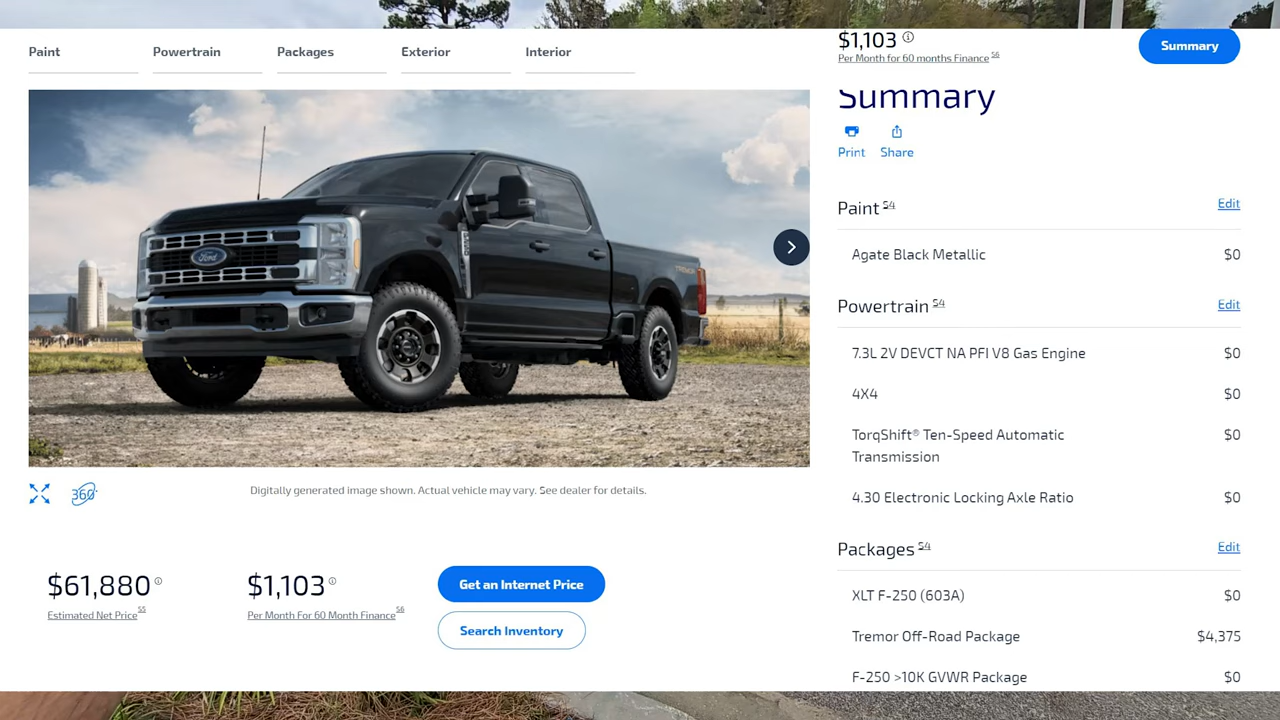 Paint
Powertrain
Packages
Exterior
Interior
$1,103
Per Month for 60 months Finance 56
Summary
Summary
Print
Share
Ford
TREMOR
360°
Digitally generated image shown. Actual vehicle may vary. See dealer for details.
$61,880
Estimated Net Price 55
$1,103
Per Month For 60 Month Finance 56
Get an Internet Price
Search Inventory
Paint 54
Edit
Agate Black Metallic
$0
Powertrain 54
Edit
7.3L 2V DEVCT NA PFI V8 Gas Engine
$0
4X4
$0
TorqShift® Ten-Speed Automatic
Transmission
$0
4.30 Electronic Locking Axle Ratio
$0
Packages 54
Edit
XLT F-250 (603A)
$0
Tremor Off-Road Package
$4,375
F-250 >10K GVWR Package
$0